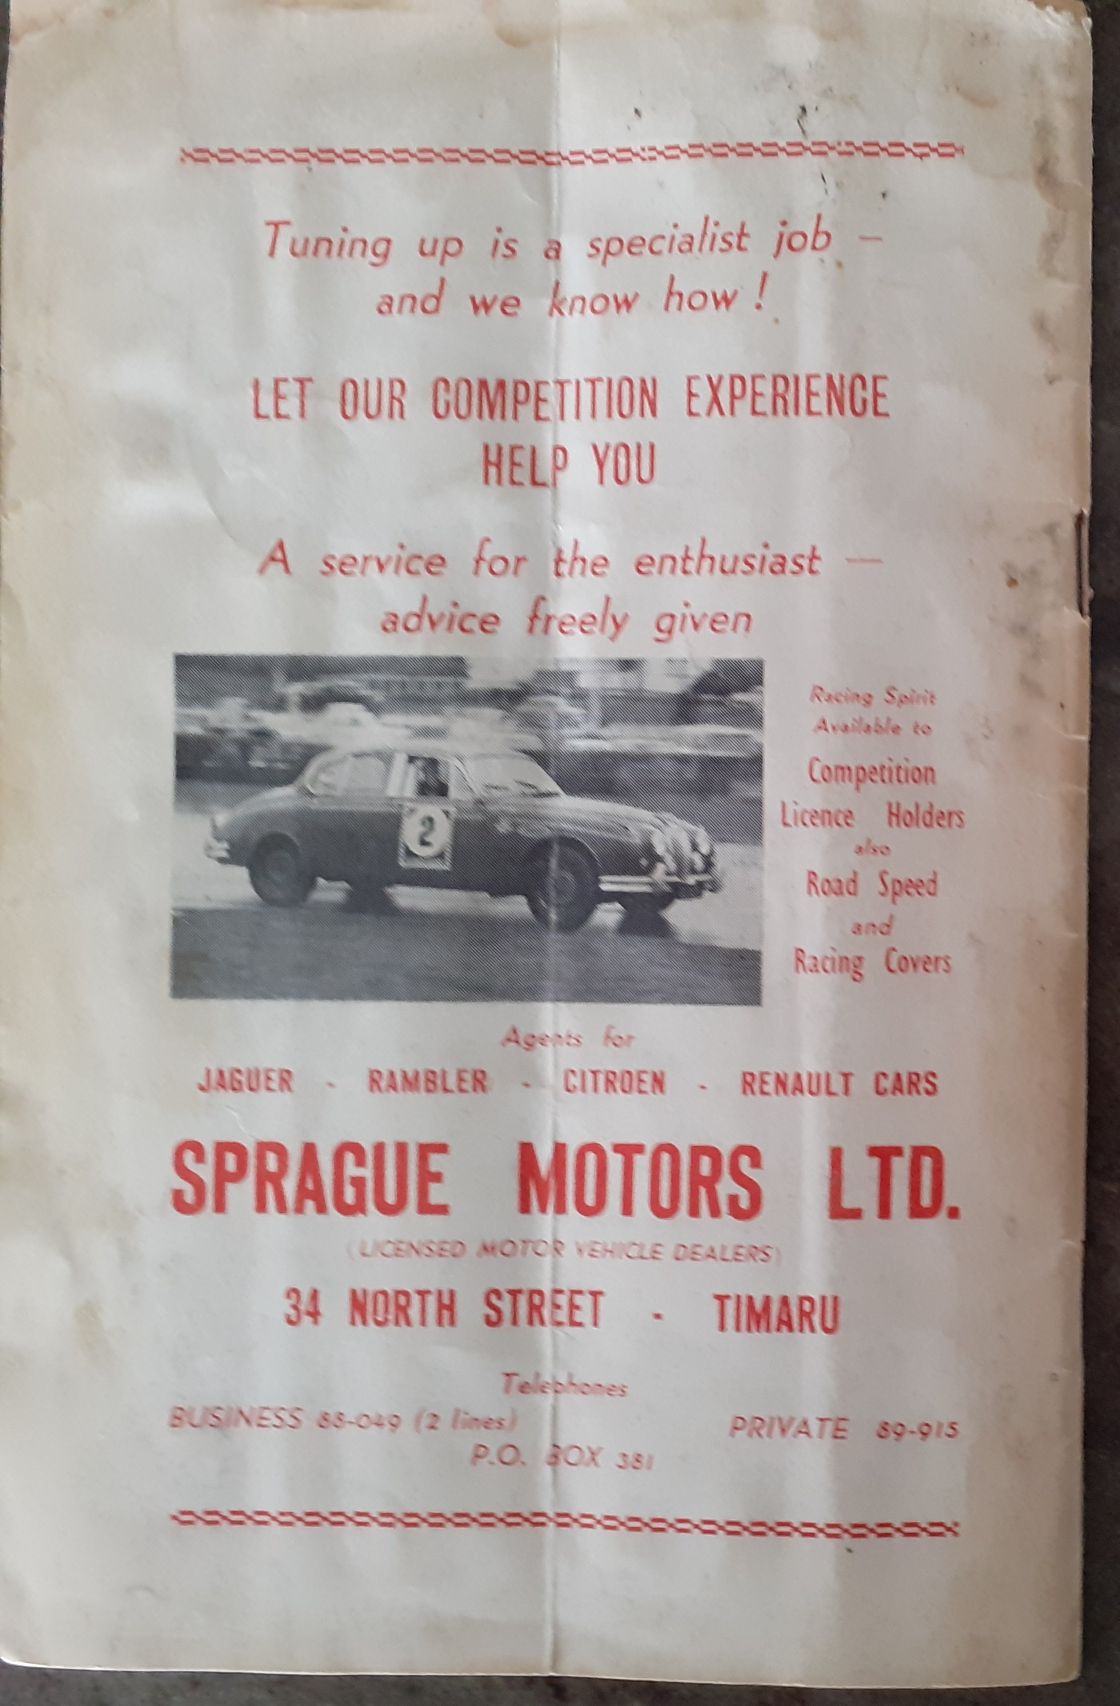 Tuning up is a specialist job —
and we know how !
LET OUR COMPETITION EXPERIENCE
HELP YOU
A service for the enthusiast —
advice freely given
2
Racing Spirit
Available to
Competition
Licence Holders
also
Road Speed
and
Racing Covers
Agents for
JAGUER - RAMBLER - CITROEN - RENAULT CARS
SPRAGUE MOTORS LTD.
(LICENSED MOTOR VEHICLE DEALERS)
34 NORTH STREET - TIMARU
Telephones
BUSINESS 88-049 (2 lines) PRIVATE 89-915
P.O. BOX 381